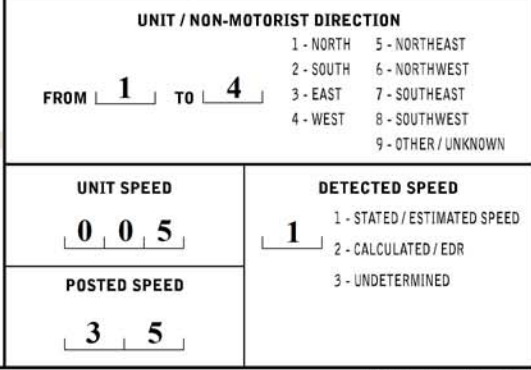 UNIT / NON-MOTORIST DIRECTION
FROM 1 TO 4
1 - NORTH 5 - NORTHEAST
2 - SOUTH 6 - NORTHWEST
3 - EAST 7 - SOUTHEAST
4 - WEST 8 - SOUTHWEST
9 - OTHER / UNKNOWN
UNIT SPEED
0 0 5
POSTED SPEED
3 5
DETECTED SPEED
1
1 - STATED / ESTIMATED SPEED
2 - CALCULATED / EDR
3 - UNDETERMINED